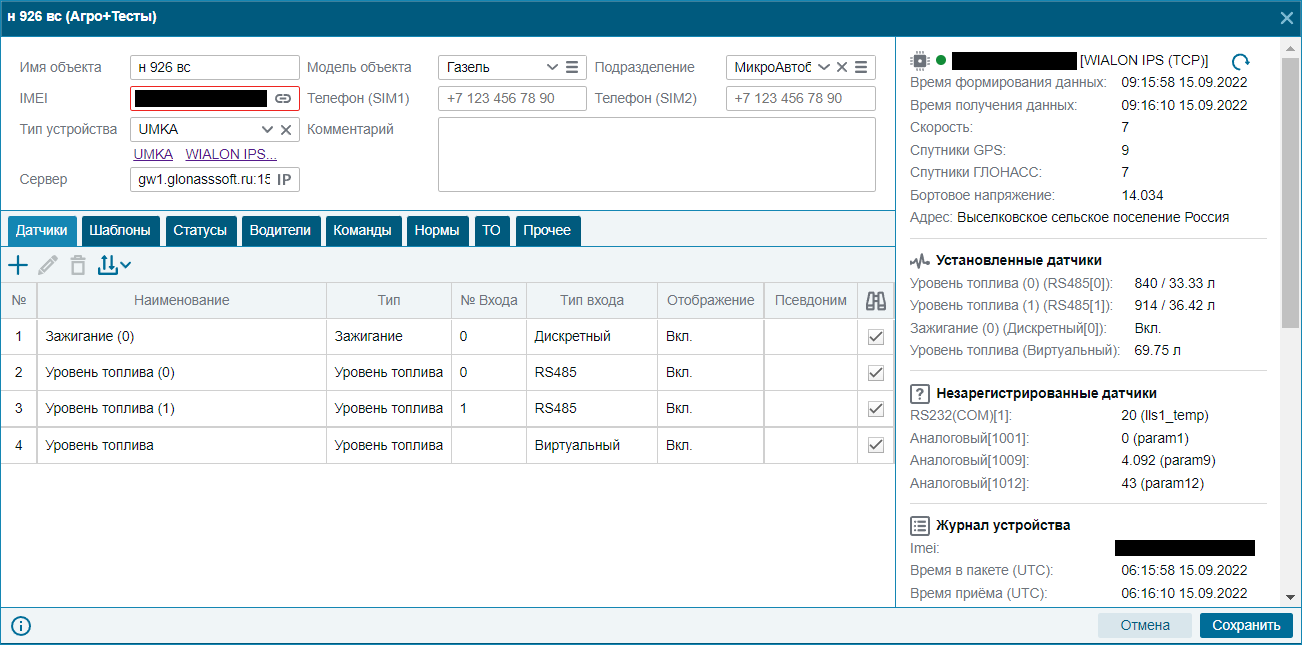 н 926 вс (Агро+Тесты)
Имя объекта н 926 вс Модель объекта Газель Подразделение МикроАвтоб
IMEI Телефон (SIM1) +7 123 456 78 90 Телефон (SIM2) +7 123 456 78 90
Тип устройства UMKA Комментарий
UMKA WIALON IPS...
Сервер gw1.glonasssoft.ru:15 IP
Датчики Шаблоны Статусы Водители Команды Нормы ТО Прочее
№ Наименование Тип № Входа Тип входа Отображение Псевдоним
1 Зажигание (0) Зажигание 0 Дискретный Вкл.
2 Уровень топлива (0) Уровень топлива 0 RS485 Вкл.
3 Уровень топлива (1) Уровень топлива 1 RS485 Вкл.
4 Уровень топлива Уровень топлива Виртуальный Вкл.
[WIALON IPS (TCP)]
Время формирования данных: 09:15:58 15.09.2022
Время получения данных: 09:16:10 15.09.2022
Скорость: 7
Спутники GPS: 9
Спутники ГЛОНАСС: 7
Бортовое напряжение: 14.034
Адрес: Выселковское сельское поселение Россия
Установленные датчики
Уровень топлива (0) (RS485[0]): 840 / 33.33 л
Уровень топлива (1) (RS485[1]): 914 / 36.42 л
Зажигание (0) (Дискретный[0]): Вкл.
Уровень топлива (Виртуальный): 69.75 л
Незарегистрированные датчики
RS232(COM)[1]: 20 (lls1_temp)
Аналоговый[1001]: 0 (param1)
Аналоговый[1009]: 4.092 (param9)
Аналоговый[1012]: 43 (param12)
Журнал устройства
Imei:
Время в пакете (UTC): 06:15:58 15.09.2022
Время приёма (UTC): 06:16:10 15.09.2022
Отмена Сохранить